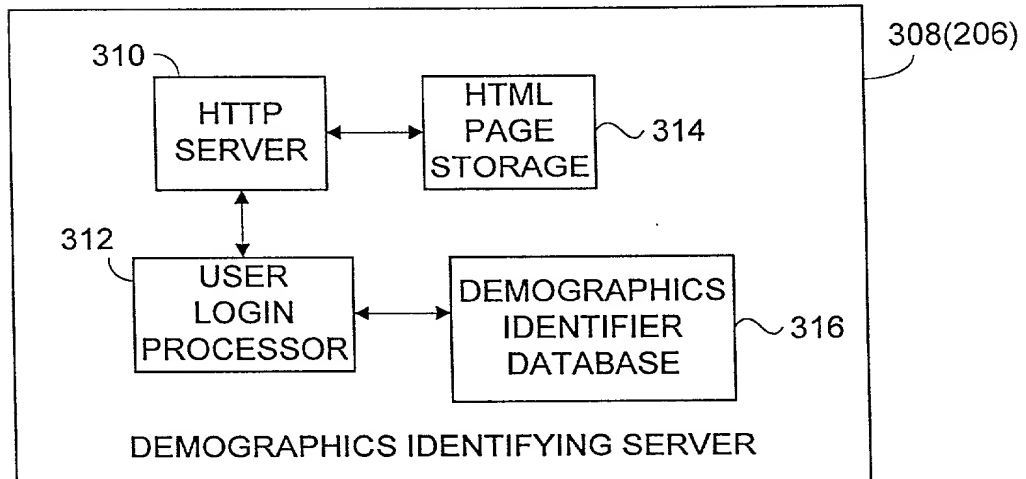 308(206)
310
HTTP
SERVER
HTML
PAGE
STORAGE
314
312
USER
LOGIN
PROCESSOR
DEMOGRAPHICS
IDENTIFIER
DATABASE
316
DEMOGRAPHICS IDENTIFYING SERVER